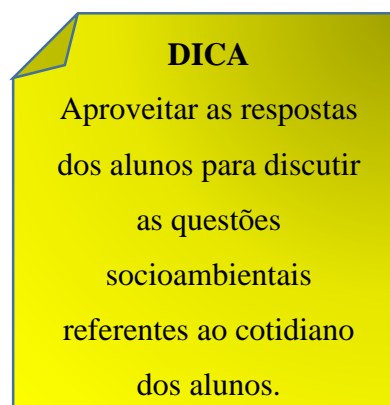 DICA
Aproveitar as respostas
dos alunos para discutir
as questões
socioambientais
referentes ao cotidiano
dos alunos.